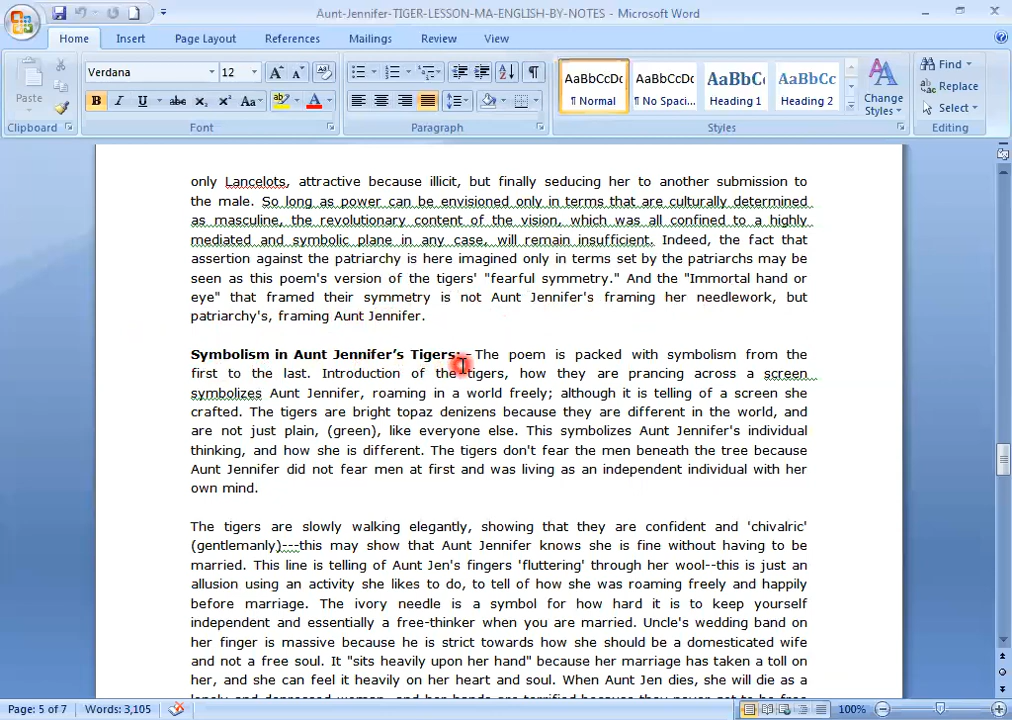 Aunt-Jennifer-TIGER-LESSON-MA-ENGLISH-BY-NOTES - Microsoft Word
Home Insert Page Layout References Mailings Review View
Verdana 12 Find
Paste Replace
AaBbCcDc AaBbCcDc AaBbC AaBbCc
¶ Normal ¶ No Spaci... Heading 1 Heading 2 Change Styles Select
Clipboard Font Paragraph Styles Editing
only Lancelots, attractive because illicit, but finally seducing her to another submission to
the male. So long as power can be envisioned only in terms that are culturally determined
as masculine, the revolutionary content of the vision, which was all confined to a highly
mediated and symbolic plane in any case, will remain insufficient. Indeed, the fact that
assertion against the patriarchy is here imagined only in terms set by the patriarchs may be
seen as this poem's version of the tigers' "fearful symmetry." And the "Immortal hand or
eye" that framed their symmetry is not Aunt Jennifer's framing her needlework, but
patriarchy's, framing Aunt Jennifer.
Symbolism in Aunt Jennifer’s Tigers: - The poem is packed with symbolism from the
first to the last. Introduction of the tigers, how they are prancing across a screen
symbolizes Aunt Jennifer, roaming in a world freely; although it is telling of a screen she
crafted. The tigers are bright topaz denizens because they are different in the world, and
are not just plain, (green), like everyone else. This symbolizes Aunt Jennifer's individual
thinking, and how she is different. The tigers don't fear the men beneath the tree because
Aunt Jennifer did not fear men at first and was living as an independent individual with her
own mind.
The tigers are slowly walking elegantly, showing that they are confident and 'chivalric'
(gentlemanly)---this may show that Aunt Jennifer knows she is fine without having to be
married. This line is telling of Aunt Jen's fingers 'fluttering' through her wool--this is just an
allusion using an activity she likes to do, to tell of how she was roaming freely and happily
before marriage. The ivory needle is a symbol for how hard it is to keep yourself
independent and essentially a free-thinker when you are married. Uncle's wedding band on
her finger is massive because he is strict towards how she should be a domesticated wife
and not a free soul. It "sits heavily upon her hand" because her marriage has taken a toll on
her, and she can feel it heavily on her heart and soul. When Aunt Jen dies, she will die as a
lonely and depressed woman, and her hands are terrified because they never get to be free
Page: 5 of 7 Words: 3,105 100%